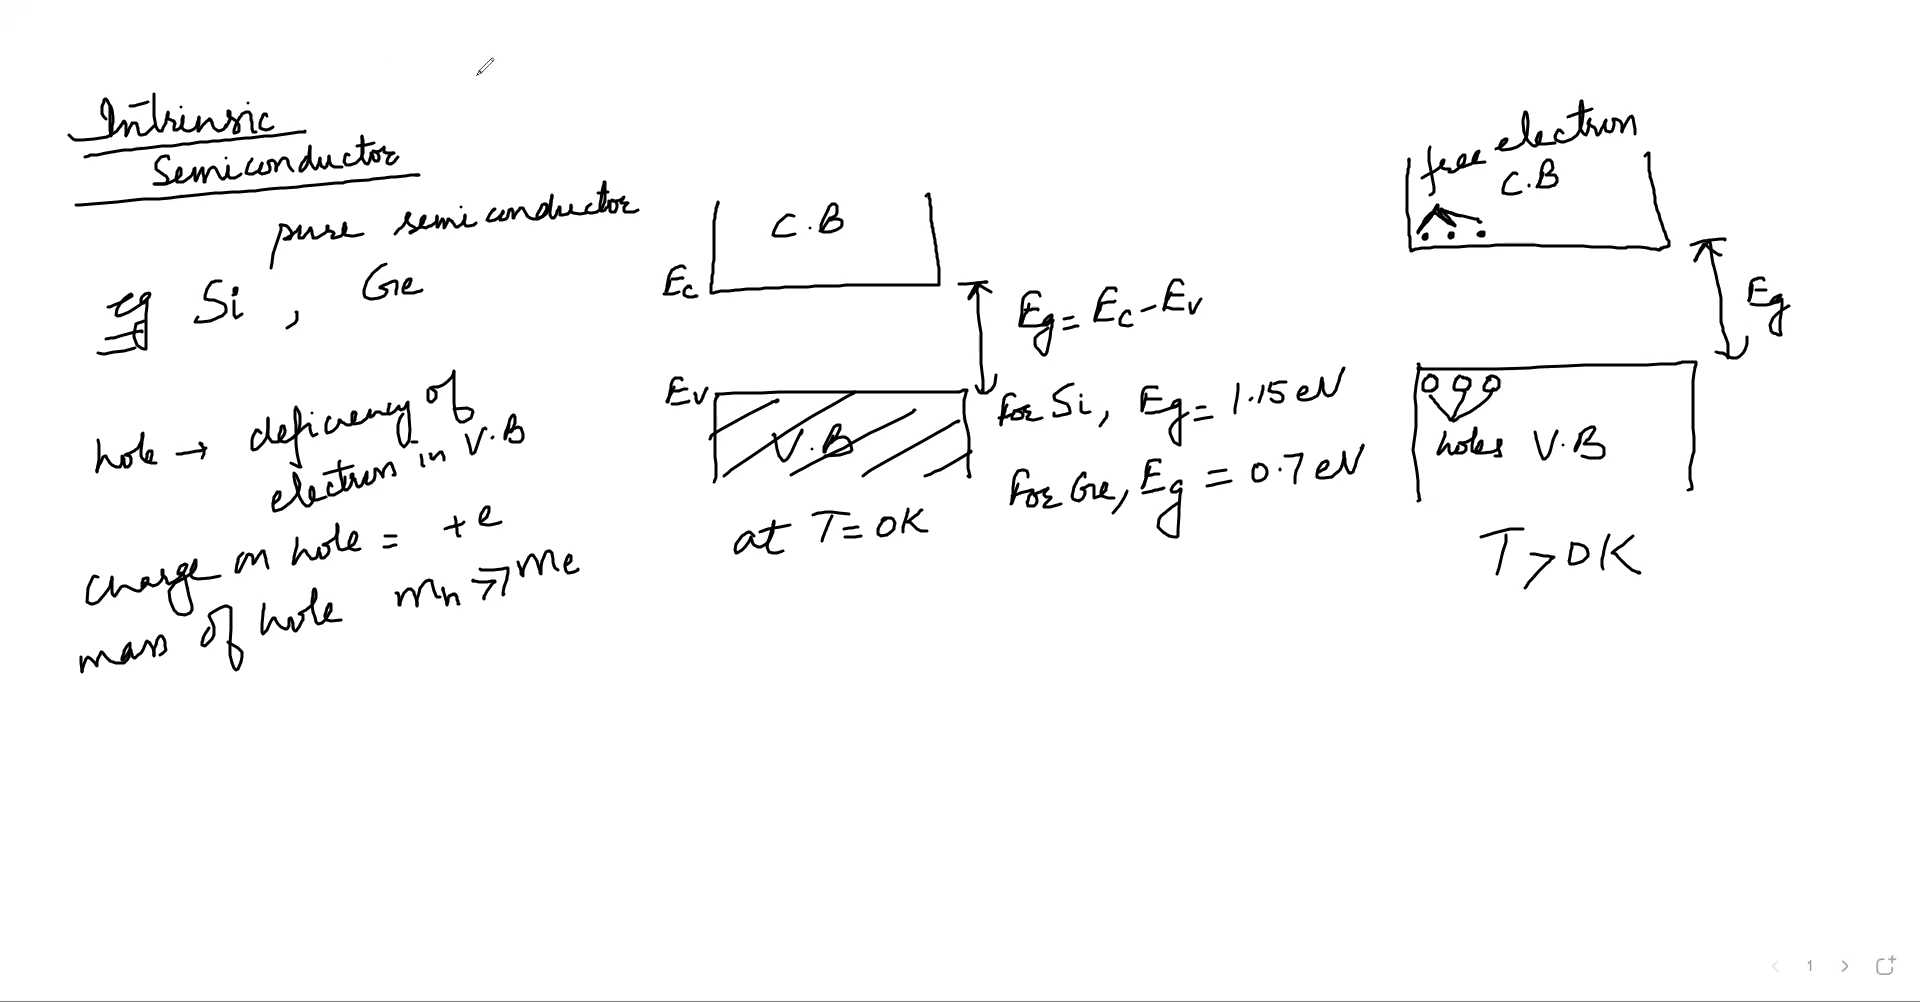 Intrinsic
Semiconductor
pure semiconductor
eg Si, Ge
hole → deficiency of
electron in V.B
charge on hole = +e
mass of hole mh >> me
C.B
Ec
Ev
V.B
at T = 0K
Eg = Ec - Ev
For Si, Eg = 1.15 eV
For Ge, Eg = 0.7 eV
free electron
C.B
Eg
holes V.B
T > 0K
1